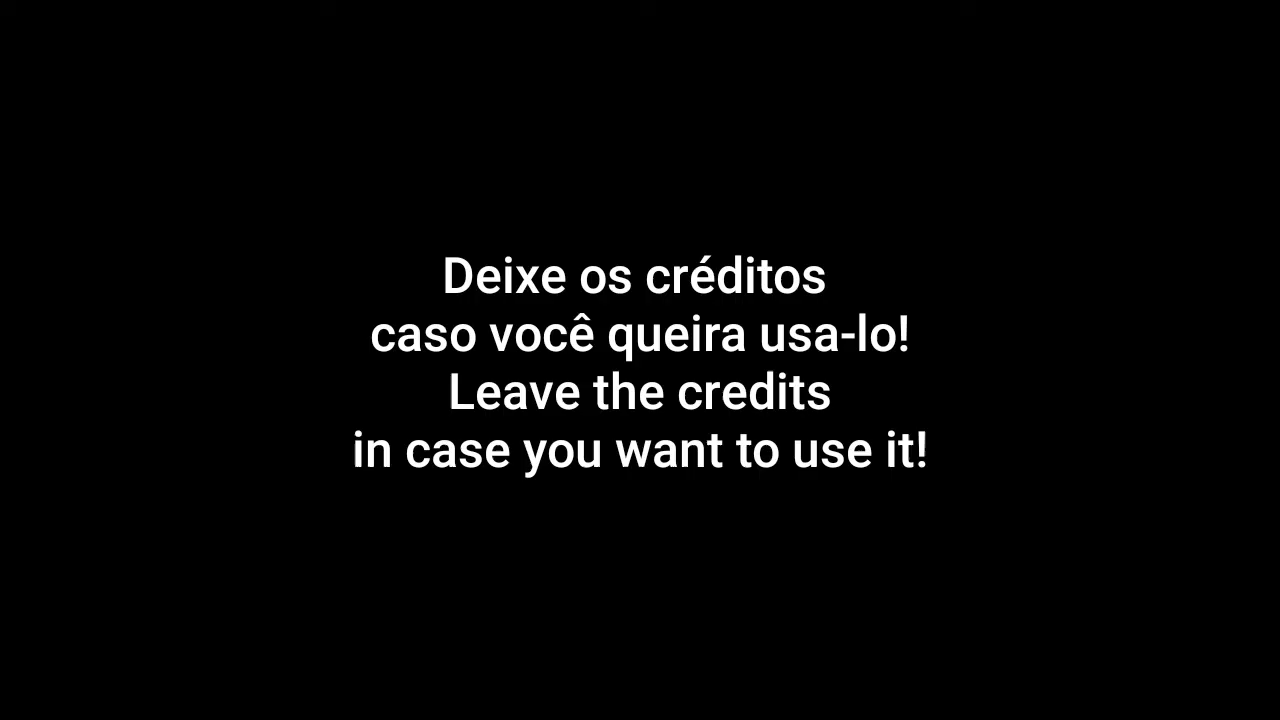 Deixe os créditos
caso você queira usa-lo!
Leave the credits
in case you want to use it!